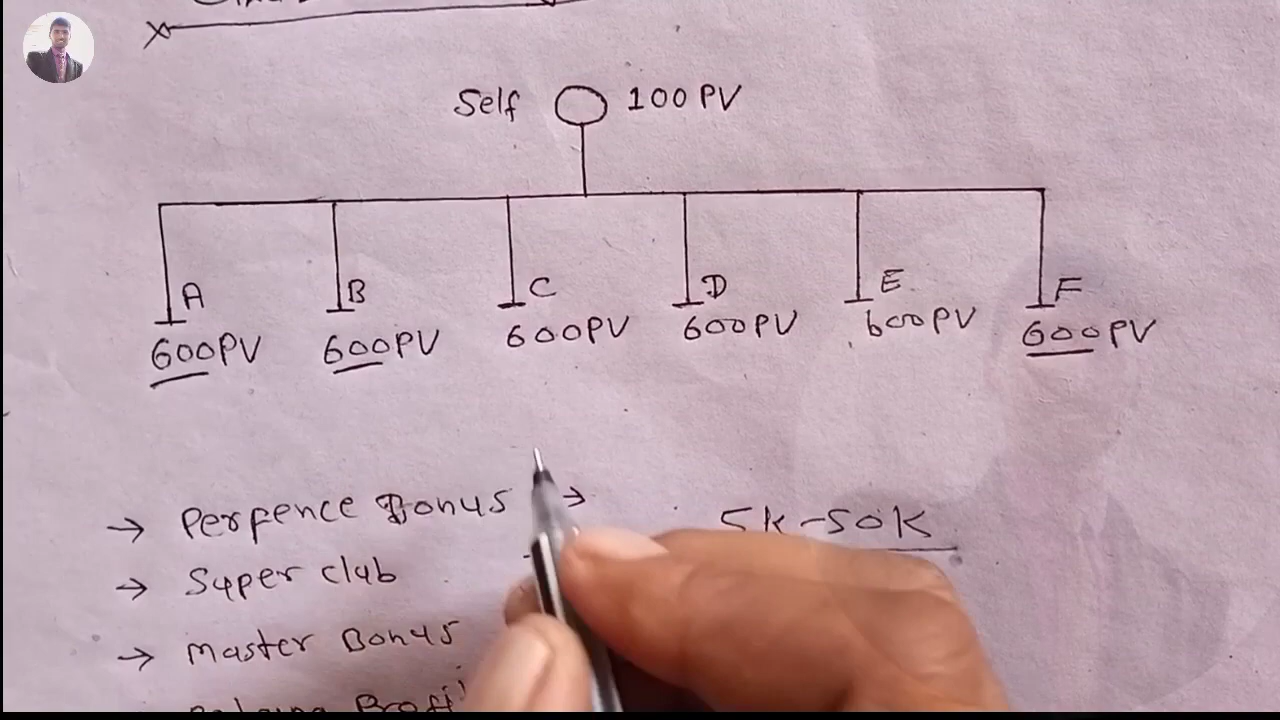 Self 100 PV
A B C D E F
600PV 600PV 600PV 600PV 600PV 600PV
→ Perfence Bonus →
5K-50K
→ Super club
→ Master Bonus